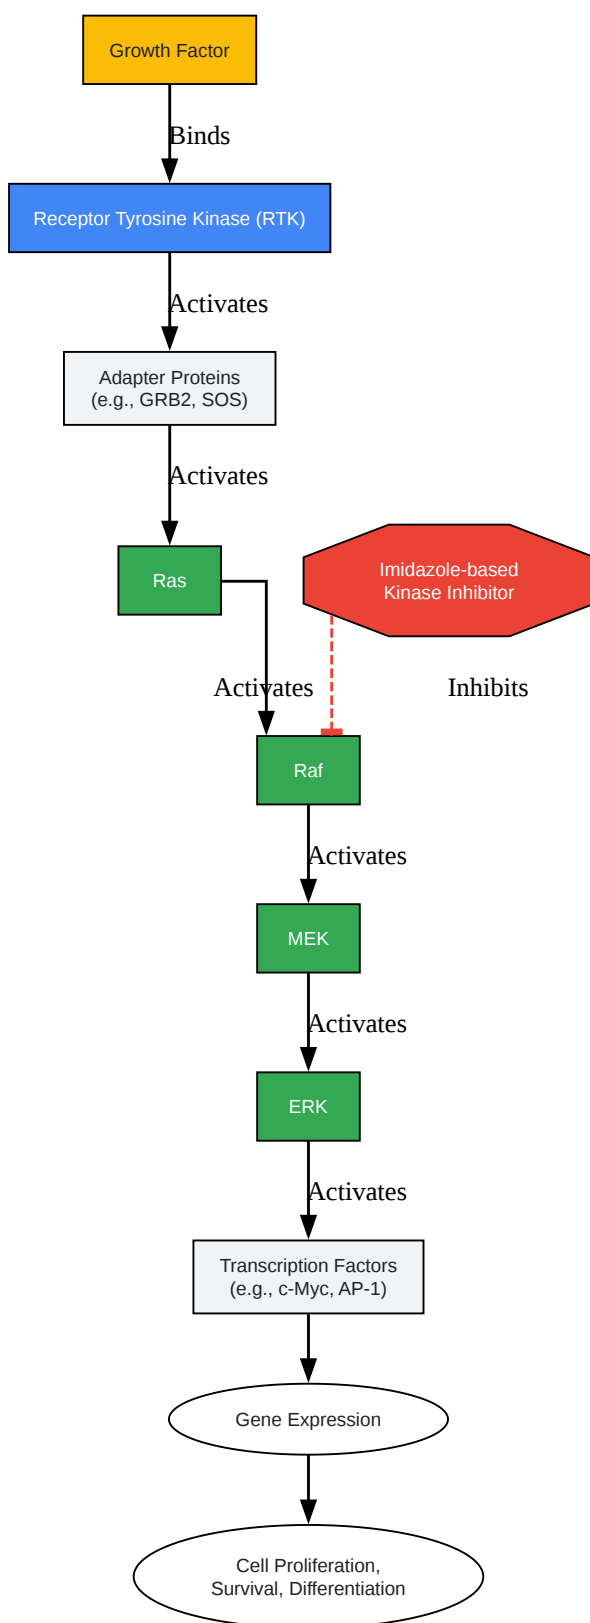 Growth Factor
Binds
Receptor Tyrosine Kinase (RTK)
Activates
Adapter Proteins
(e.g., GRB2, SOS)
Activates
Ras
Imidazole-based
Kinase Inhibitor
Activates
Inhibits
Raf
Activates
MEK
Activates
ERK
Activates
Transcription Factors
(e.g., c-Myc, AP-1)
Gene Expression
Cell Proliferation,
Survival, Differentiation